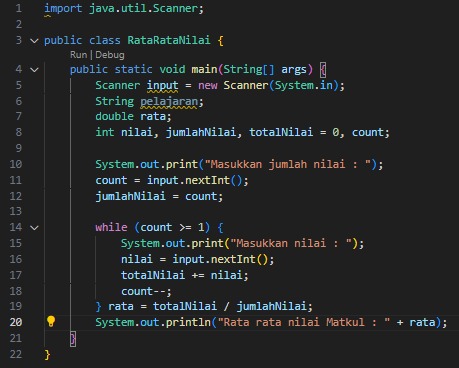 1 import java.util.Scanner;
2
3 public class RataRataNilai {
Run | Debug
4 public static void main(String[] args) {
5 Scanner input = new Scanner(System.in);
6 String pelajaran;
7 double rata;
8 int nilai, jumlahNilai, totalNilai = 0, count;
9
10 System.out.print("Masukkan jumlah nilai : ");
11 count = input.nextInt();
12 jumlahNilai = count;
13
14 while (count >= 1) {
15 System.out.print("Masukkan nilai : ");
16 nilai = input.nextInt();
17 totalNilai += nilai;
18 count--;
19 } rata = totalNilai / jumlahNilai;
20 System.out.println("Rata rata nilai Matkul : " + rata);
21 }
22 }